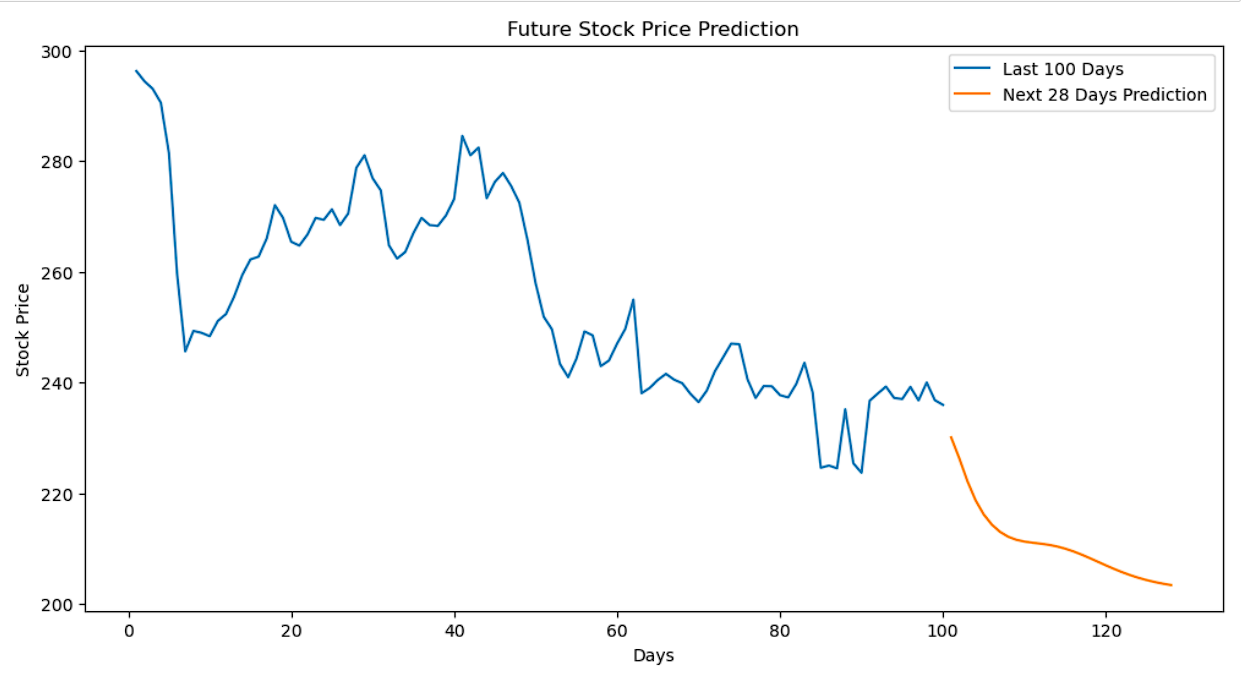 Future Stock Price Prediction
Last 100 Days
Next 28 Days Prediction
300
280
260
240
220
200
Stock Price
0 20 40 60 80 100 120
Days